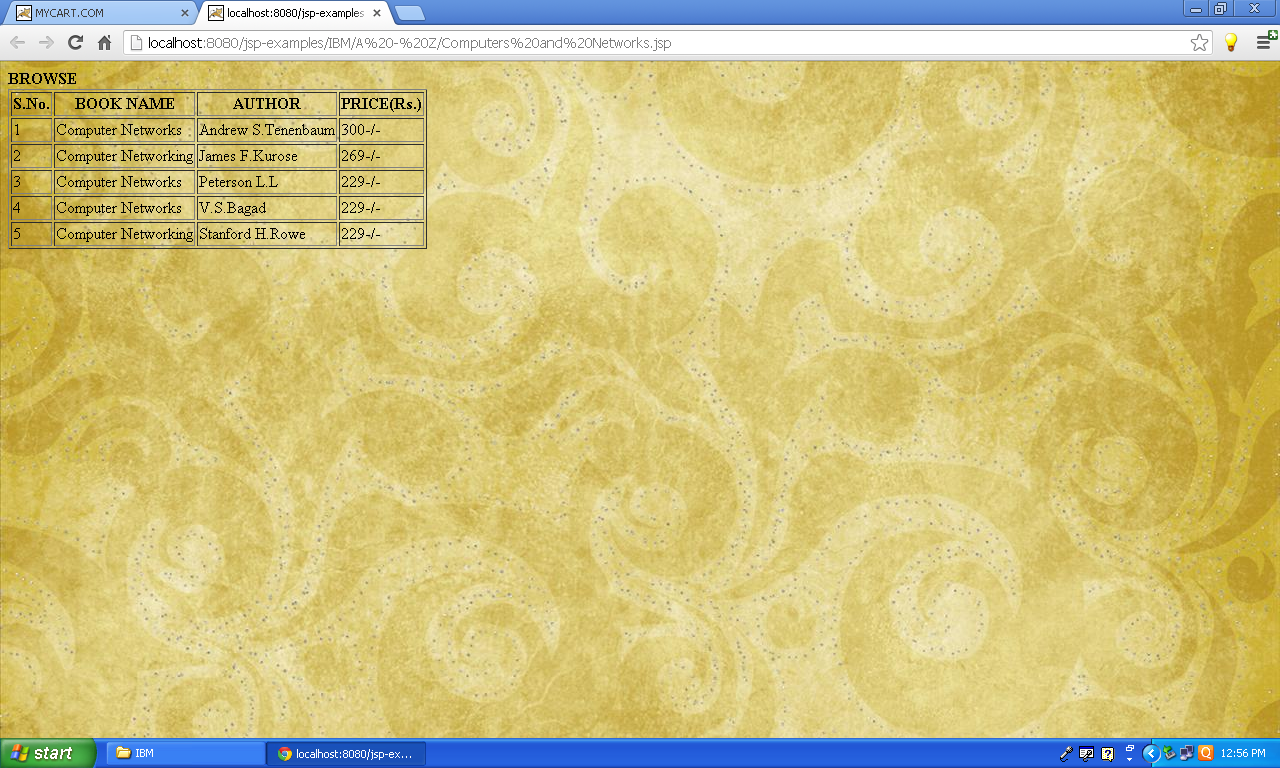 MYCART.COM
localhost:8080/jsp-examples
localhost:8080/jsp-examples/IBM/A%20-%20Z/Computers%20and%20Networks.jsp
BROWSE
S.No. BOOK NAME AUTHOR PRICE(Rs.)
1 Computer Networks Andrew S.Tenenbaum 300-/-
2 Computer Networking James F.Kurose 269-/-
3 Computer Networks Peterson L.L 229-/-
4 Computer Networks V.S.Bagad 229-/-
5 Computer Networking Stanford H.Rowe 229-/-
start IBM localhost:8080/jsp-ex... 12:56 PM